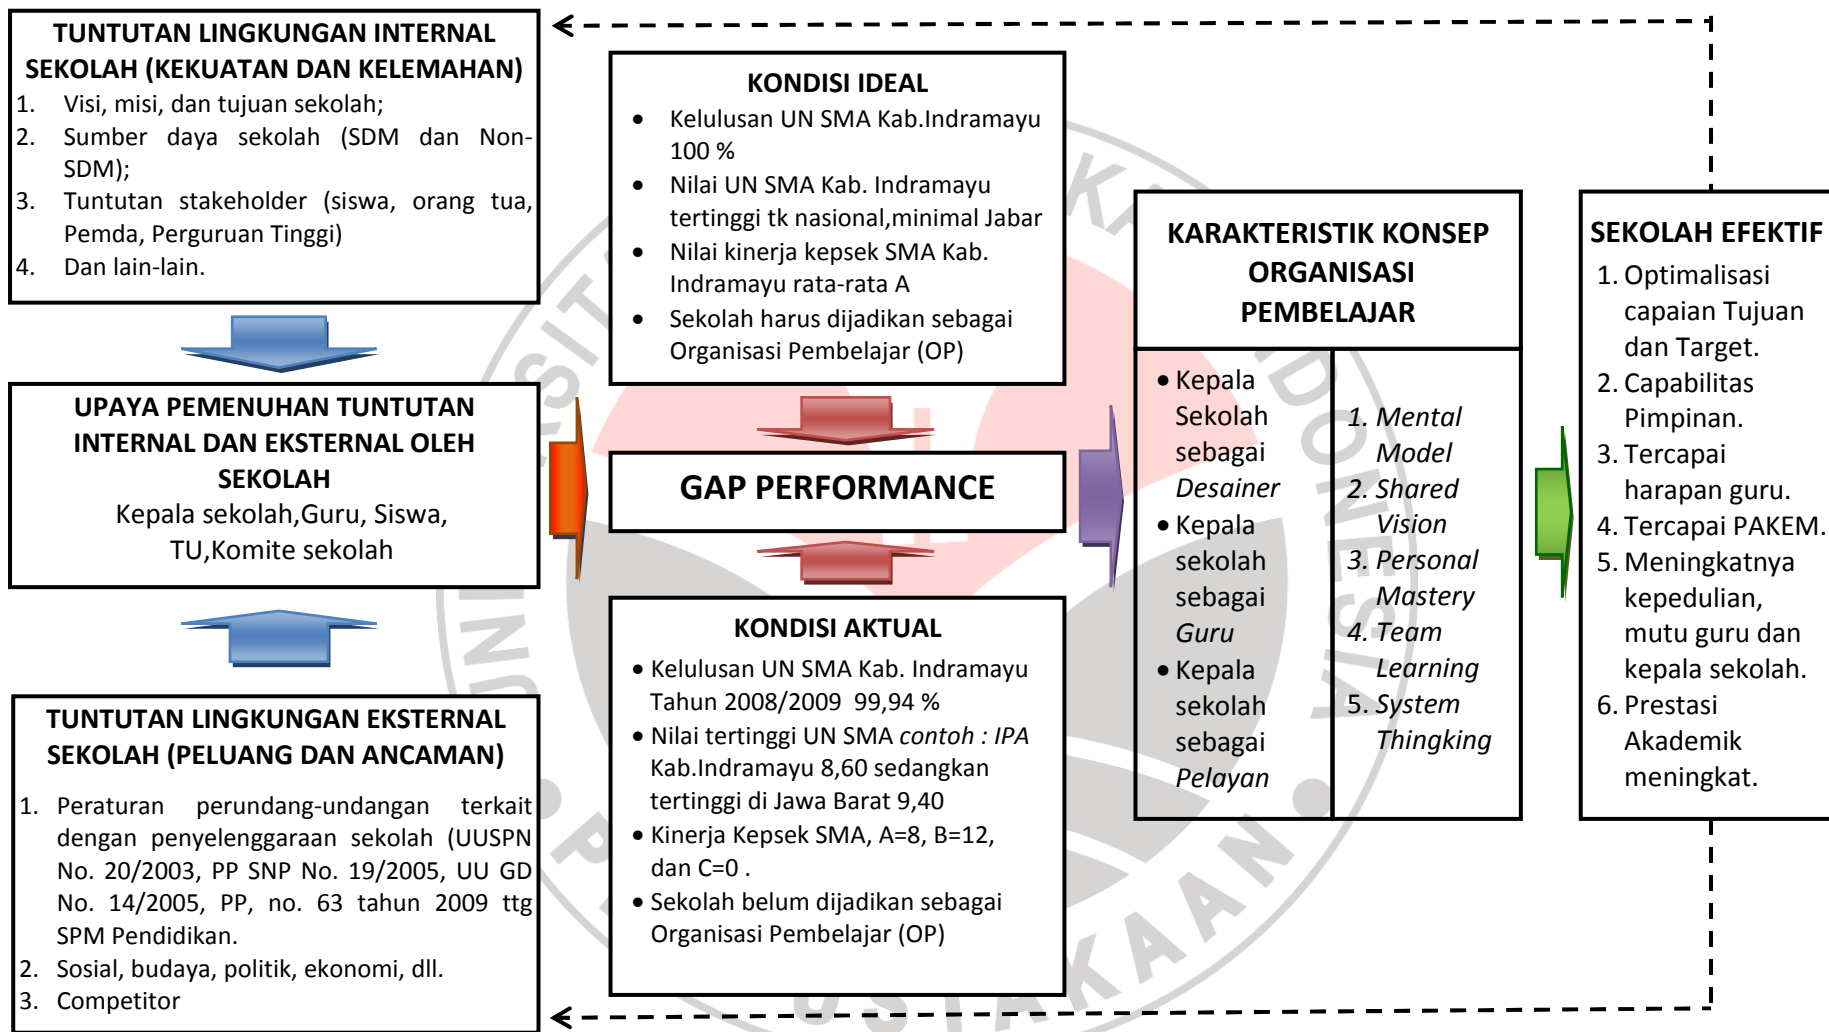 TUNTUTAN LINGKUNGAN INTERNAL
SEKOLAH (KEKUATAN DAN KELEMAHAN)
1. Visi, misi, dan tujuan sekolah;
2. Sumber daya sekolah (SDM dan Non-
SDM);
3. Tuntutan stakeholder (siswa, orang tua,
Pemda, Perguruan Tinggi)
4. Dan lain-lain.
UPAYA PEMENUHAN TUNTUTAN
INTERNAL DAN EKSTERNAL OLEH
SEKOLAH
Kepala sekolah,Guru, Siswa,
TU,Komite sekolah
TUNTUTAN LINGKUNGAN EKSTERNAL
SEKOLAH (PELUANG DAN ANCAMAN)
1. Peraturan perundang-undangan terkait
dengan penyelenggaraan sekolah (UUSPN
No. 20/2003, PP SNP No. 19/2005, UU GD
No. 14/2005, PP, no. 63 tahun 2009 ttg
SPM Pendidikan.
2. Sosial, budaya, politik, ekonomi, dll.
3. Competitor
KONDISI IDEAL
• Kelulusan UN SMA Kab.Indramayu
100 %
• Nilai UN SMA Kab. Indramayu
tertinggi tk nasional,minimal Jabar
• Nilai kinerja kepsek SMA Kab.
Indramayu rata-rata A
• Sekolah harus dijadikan sebagai
Organisasi Pembelajar (OP)
GAP PERFORMANCE
KONDISI AKTUAL
• Kelulusan UN SMA Kab. Indramayu
Tahun 2008/2009 99,94 %
• Nilai tertinggi UN SMA contoh : IPA
Kab.Indramayu 8,60 sedangkan
tertinggi di Jawa Barat 9,40
• Kinerja Kepsek SMA, A=8, B=12,
dan C=0 .
• Sekolah belum dijadikan sebagai
Organisasi Pembelajar (OP)
KARAKTERISTIK KONSEP
ORGANISASI
PEMBELAJAR
• Kepala
Sekolah
sebagai
Desainer
• Kepala
sekolah
sebagai
Guru
• Kepala
sekolah
sebagai
Pelayan
1. Mental
Model
2. Shared
Vision
3. Personal
Mastery
4. Team
Learning
5. System
Thingking
SEKOLAH EFEKTIF
1. Optimalisasi
capaian Tujuan
dan Target.
2. Capabilitas
Pimpinan.
3. Tercapai
harapan guru.
4. Tercapai PAKEM.
5. Meningkatnya
kepedulian,
mutu guru dan
kepala sekolah.
6. Prestasi
Akademik
meningkat.